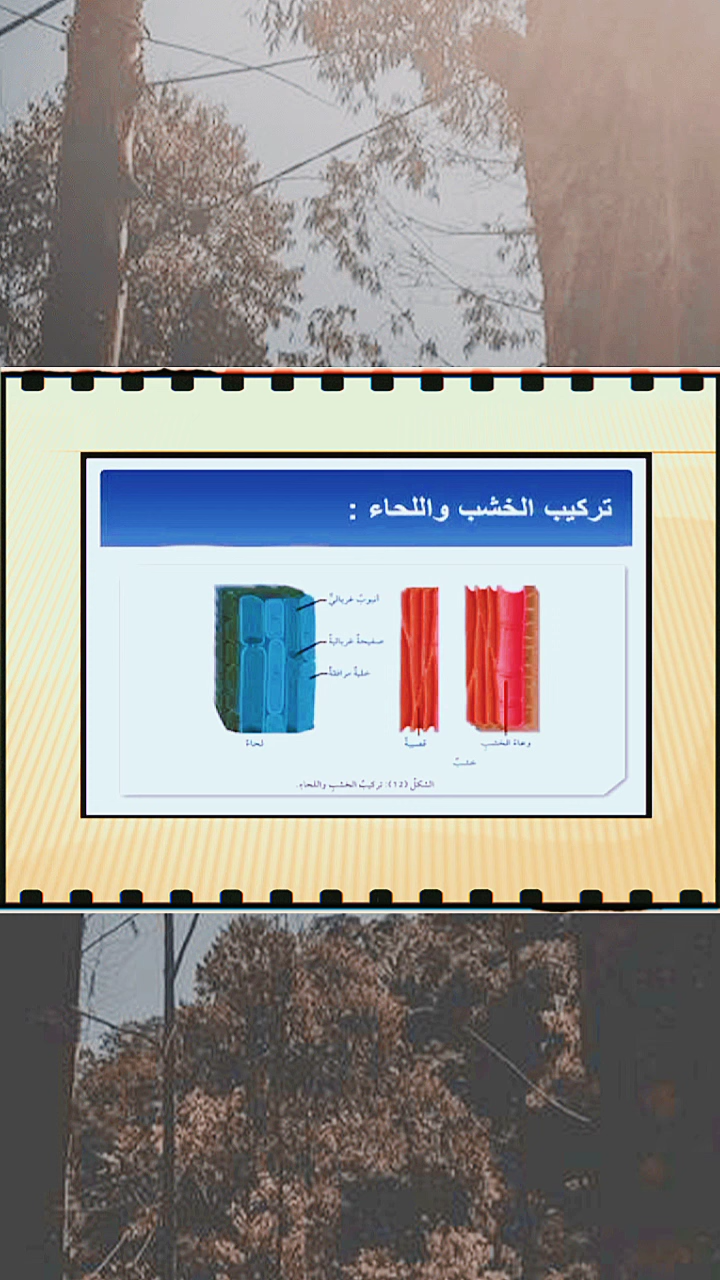 تركيب الخشب واللحاء :
أنبوبٌ غرباليٌّ
صفيحةٌ غرباليةٌ
خليةٌ مرافقةٌ
لحاءٌ
قصيبةٌ
وعاءُ الخشبِ
خشبٌ
الشكلُ (12): تركيبُ الخشبِ واللحاءِ.